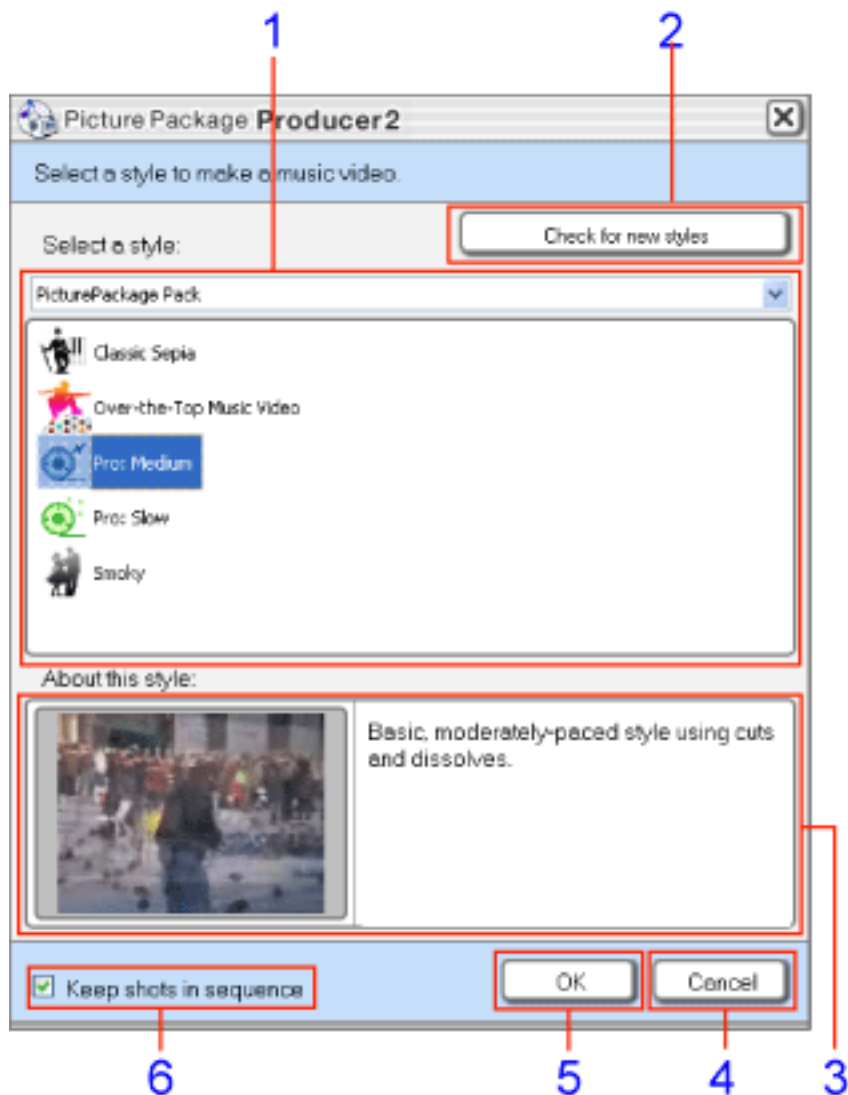 1 2
Picture Package Producer2
Select a style to make a music video.
Select a style:
Check for new styles
PicturePackage Pack
Classic Sepia
Over-the-Top Music Video
Pro: Medium
Pro: Slow
Smoky
About this style:
Basic, moderately-paced style using cuts
and dissolves.
Keep shots in sequence
OK
Cancel
6 5 4 3